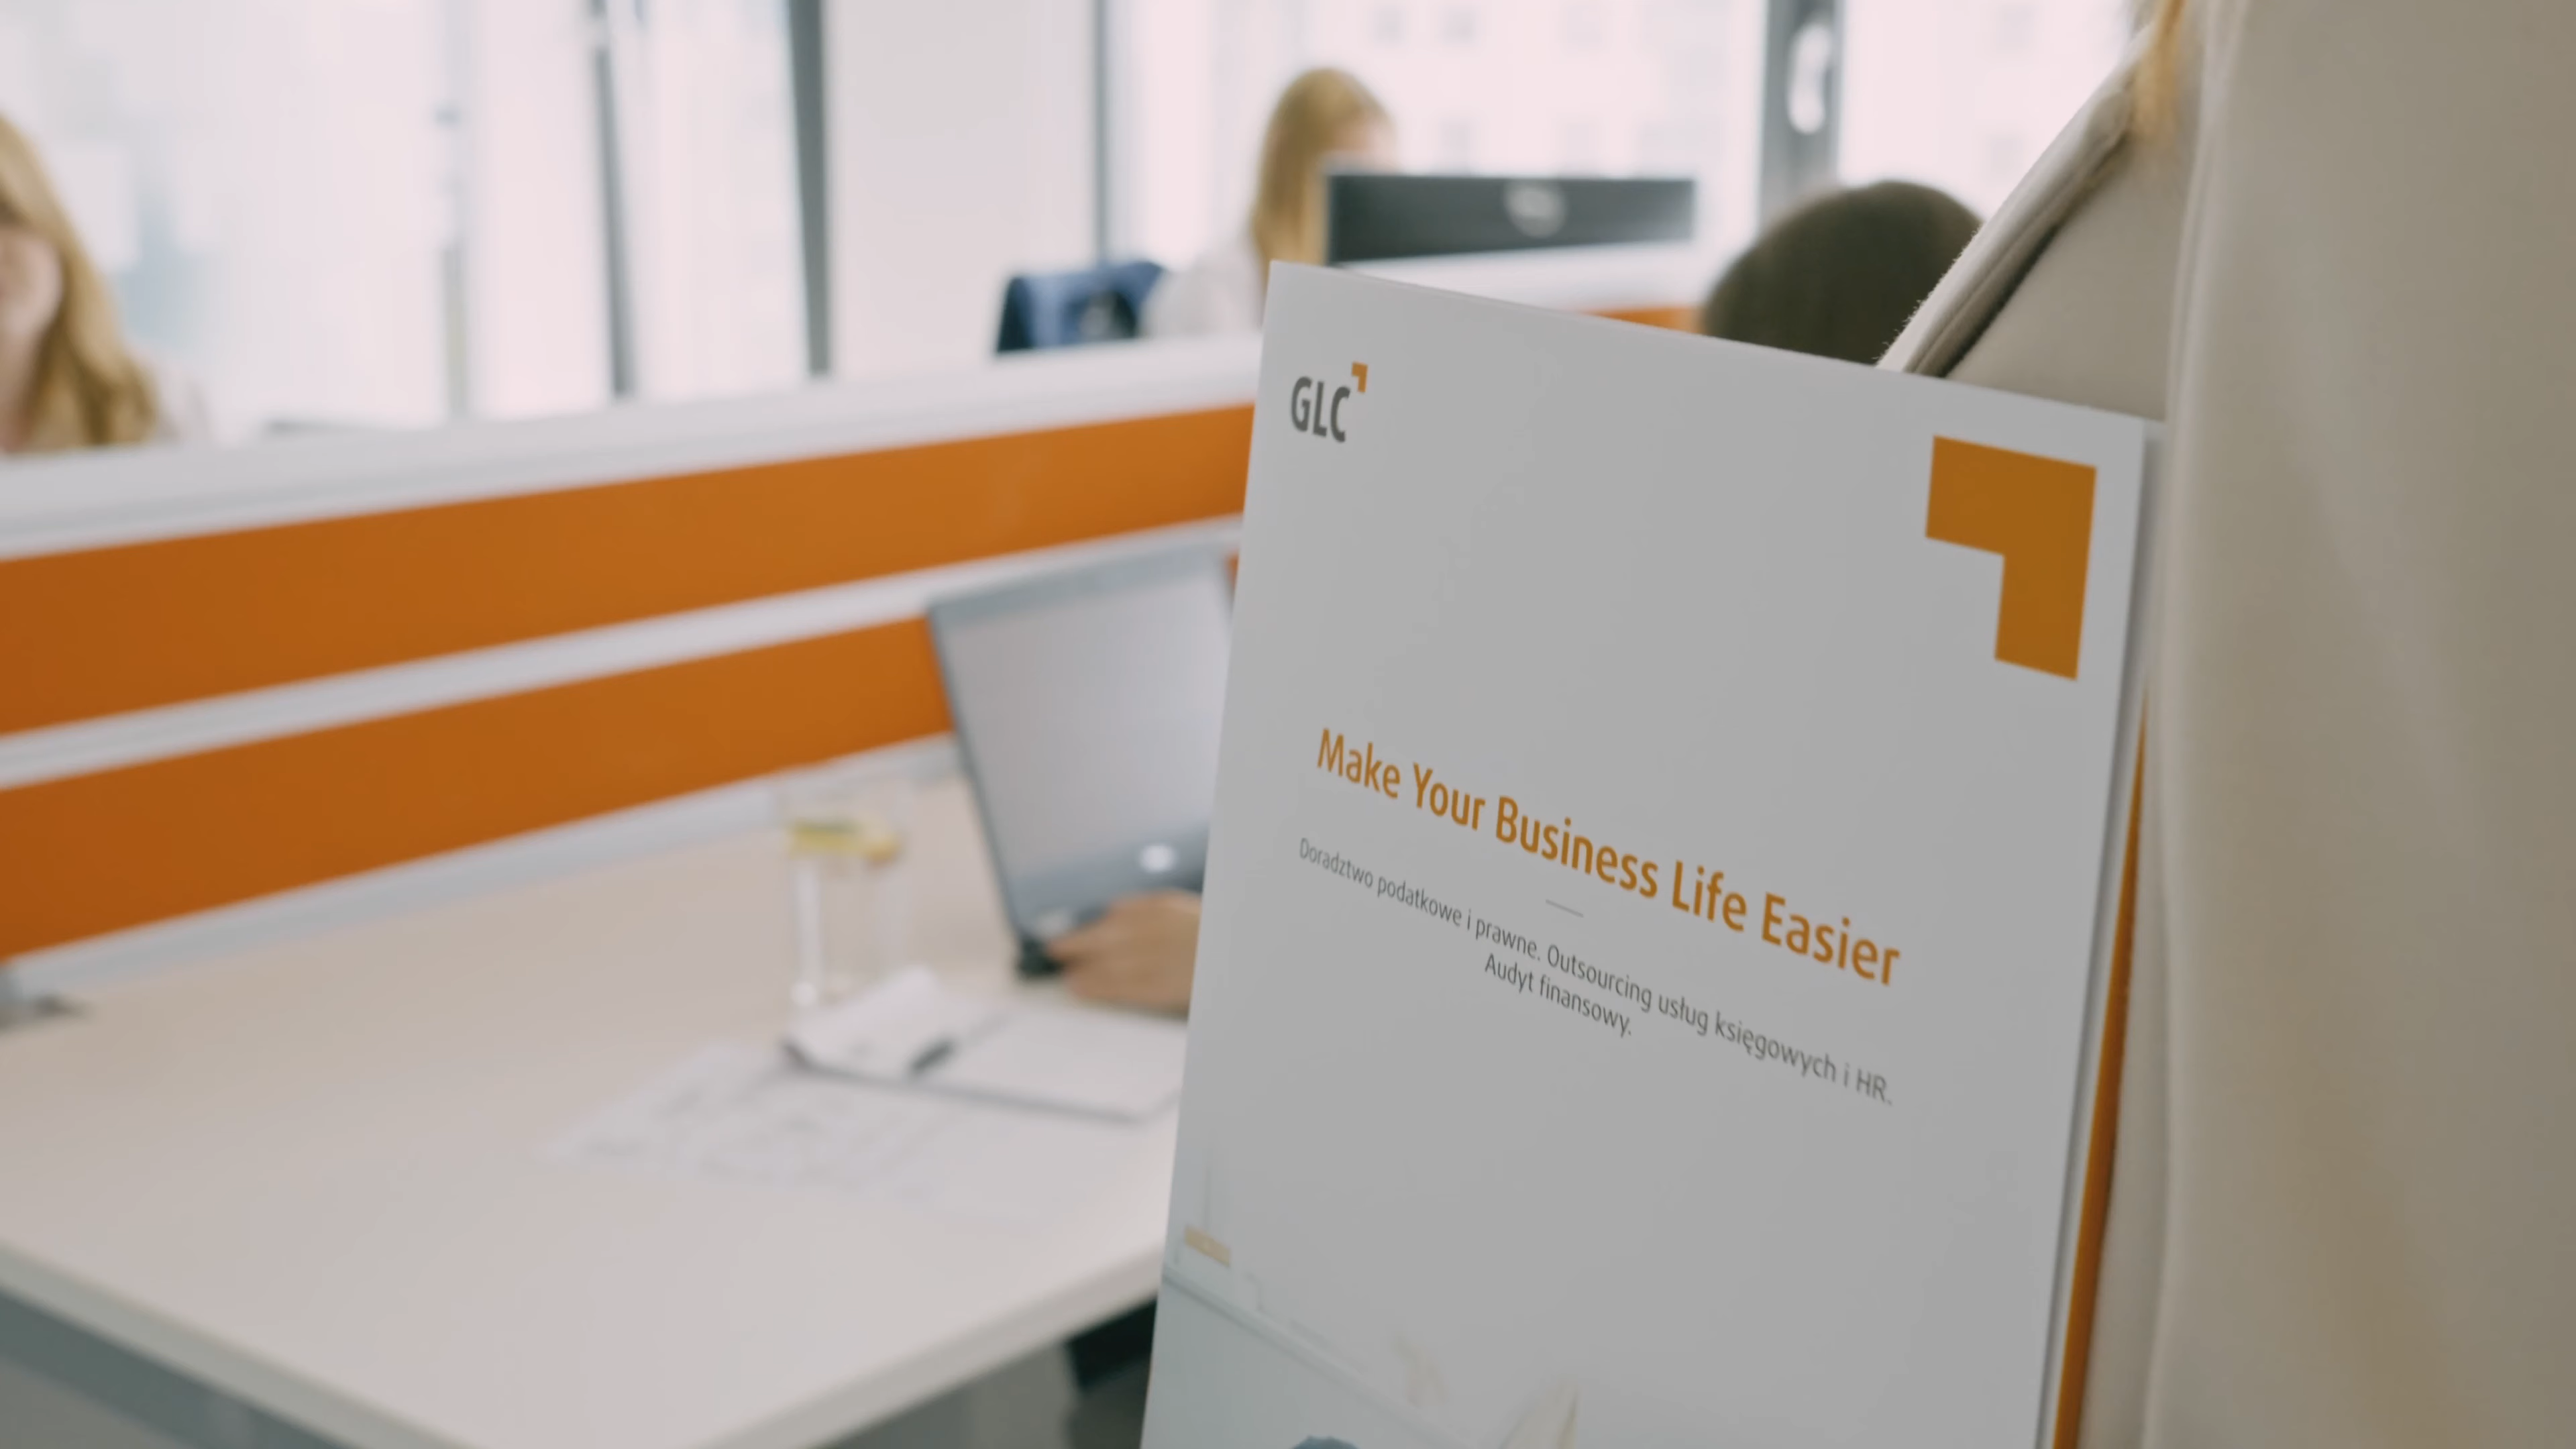 GLC
Make Your Business Life Easier
Doradztwo podatkowe i prawne. Outsourcing usług księgowych i HR.
Audyt finansowy.